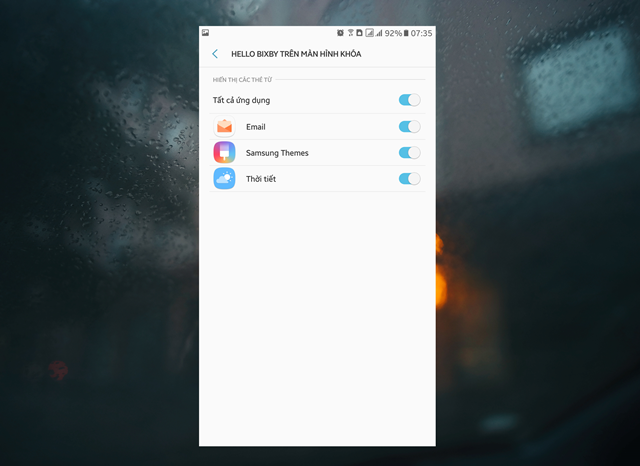 92% 07:35
HELLO BIXBY TRÊN MÀN HÌNH KHÓA
HIỂN THỊ CÁC THẺ TỪ
Tất cả ứng dụng
Email
Samsung Themes
Thời tiết